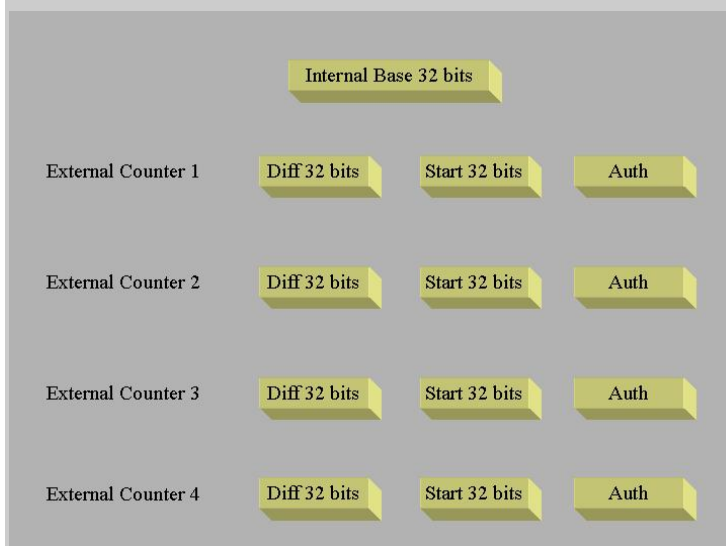 Internal Base 32 bits
External Counter 1 Diff 32 bits Start 32 bits Auth
External Counter 2 Diff 32 bits Start 32 bits Auth
External Counter 3 Diff 32 bits Start 32 bits Auth
External Counter 4 Diff 32 bits Start 32 bits Auth